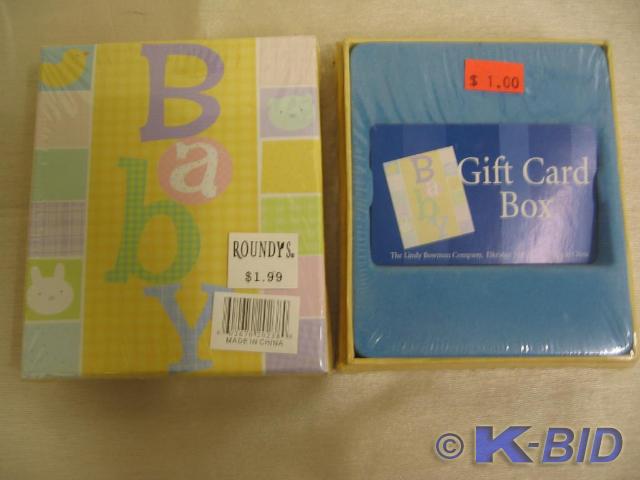 Baby
ROUNDY'S.
$1.99
MADE IN CHINA
$1.00
Baby
Gift Card
Box
The Lindy Bowman Company,
© K-BID